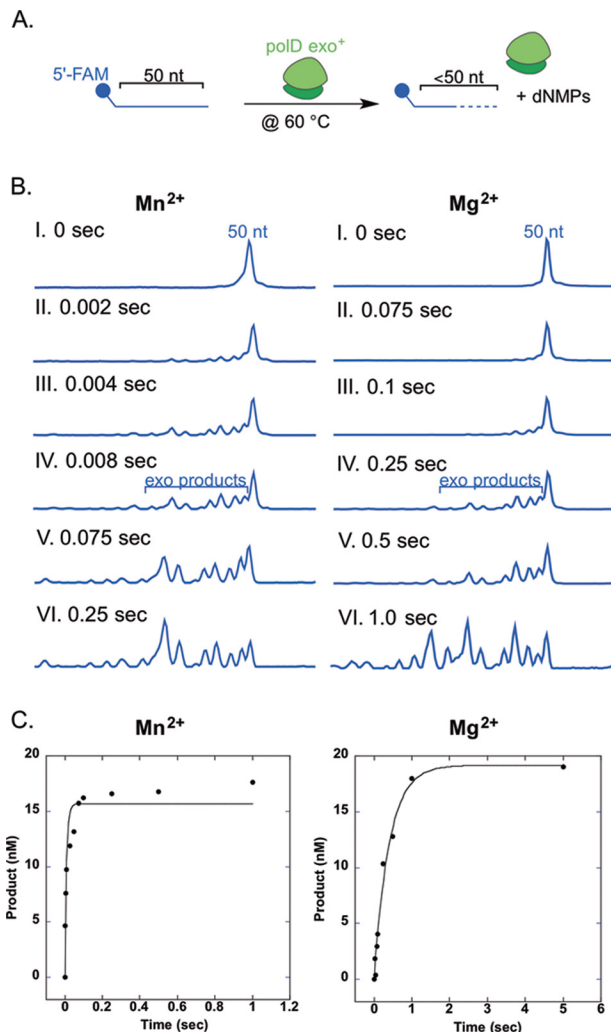 A.
polD exo⁺
5'-FAM 50 nt <50 nt
+ dNMPs
@ 60 °C
B.
Mn²⁺ Mg²⁺
I. 0 sec 50 nt I. 0 sec 50 nt
II. 0.002 sec II. 0.075 sec
III. 0.004 sec III. 0.1 sec
IV. 0.008 sec IV. 0.25 sec
exo products exo products
V. 0.075 sec V. 0.5 sec
VI. 0.25 sec VI. 1.0 sec
C.
Mn²⁺ Mg²⁺
20 20
15 15
Product (nM) Product (nM)
10 10
5 5
0 0
0 0.2 0.4 0.6 0.8 1 1.2 0 1 2 3 4 5 6
Time (sec) Time (sec)